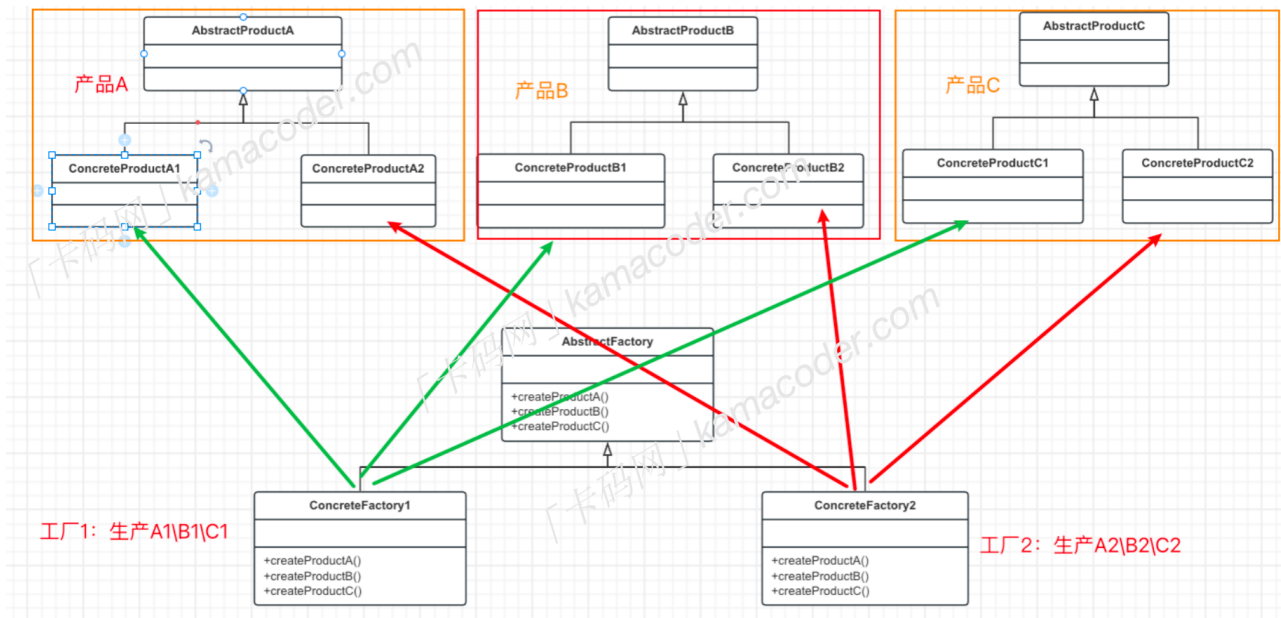 AbstractProductA
AbstractProductB
AbstractProductC
产品A
产品B
产品C
ConcreteProductA1
ConcreteProductA2
ConcreteProductB1
ConcreteProductB2
ConcreteProductC1
ConcreteProductC2
「卡码网」kamacoder.com
「卡码网」kamacoder.com
「卡码网」kamacoder.com
AbstractFactory
+createProductA()
+createProductB()
+createProductC()
工厂1：生产A1\B1\C1
ConcreteFactory1
+createProductA()
+createProductB()
+createProductC()
ConcreteFactory2
+createProductA()
+createProductB()
+createProductC()
工厂2：生产A2\B2\C2